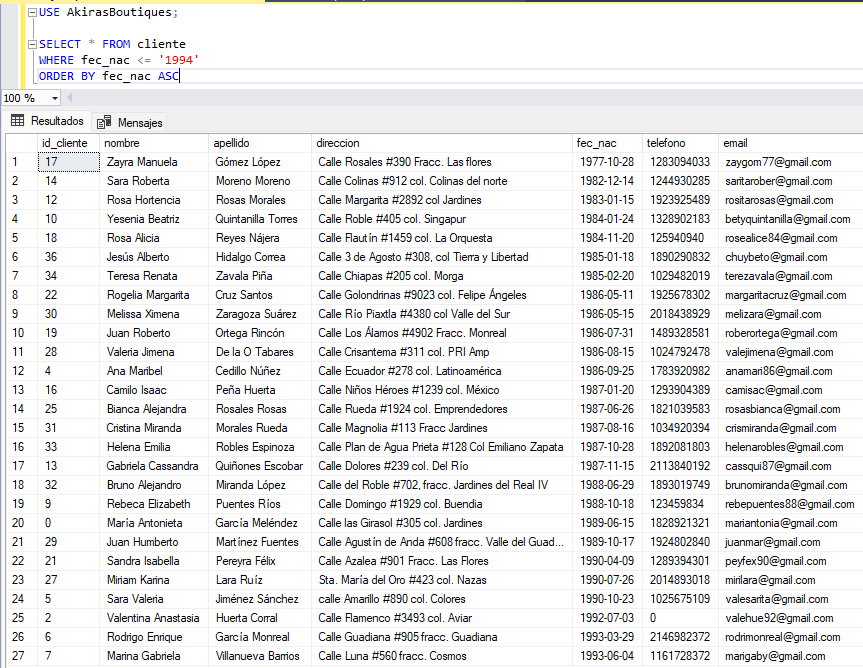 USE AkirasBoutiques;
SELECT * FROM cliente
WHERE fec_nac <= '1994'
ORDER BY fec_nac ASC
100 %
Resultados Mensajes
id_cliente nombre apellido direccion fec_nac telefono email
1 17 Zayra Manuela Gómez López Calle Rosales #390 Fracc. Las flores 1977-10-28 1283094033 zaygom77@gmail.com
2 14 Sara Roberta Moreno Moreno Calle Colinas #912 col. Colinas del norte 1982-12-14 1244930285 saritarober@gmail.com
3 12 Rosa Hortencia Rosas Morales Calle Margarita #2892 col Jardines 1983-01-15 1923925489 rositarosas@gmail.com
4 10 Yesenia Beatriz Quintanilla Torres Calle Roble #405 col. Singapur 1984-01-24 1328902183 betyquintanilla@gmail.com
5 18 Rosa Alicia Reyes Nájera Calle Flautín #1459 col. La Orquesta 1984-11-20 125940940 rosealice84@gmail.com
6 36 Jesús Alberto Hidalgo Correa Calle 3 de Agosto #308, col Tierra y Libertad 1985-01-18 1890290832 chuybeto@gmail.com
7 34 Teresa Renata Zavala Piña Calle Chiapas #205 col. Morga 1985-02-20 1029482019 terezavala@gmail.com
8 22 Rogelia Margarita Cruz Santos Calle Golondrinas #9023 col. Felipe Ángeles 1986-05-11 1925678302 margaritacruz@gmail.com
9 30 Melissa Ximena Zaragoza Suárez Calle Río Piaxtla #4380 col Valle del Sur 1986-05-15 2018438929 melizara@gmail.com
10 19 Juan Roberto Ortega Rincón Calle Los Álamos #4902 Fracc. Monreal 1986-07-31 1489328581 roberortega@gmail.com
11 28 Valeria Jimena De la O Tabares Calle Crisantema #311 col. PRI Amp 1986-08-15 1024792478 valejimena@gmail.com
12 4 Ana Maribel Cedillo Núñez Calle Ecuador #278 col. Latinoamérica 1986-09-25 1783920982 anamari86@gmail.com
13 16 Camilo Isaac Peña Huerta Calle Niños Héroes #1239 col. México 1987-01-20 1293904389 camisac@gmail.com
14 25 Bianca Alejandra Rosales Rosas Calle Rueda #1924 col. Emprendedores 1987-06-26 1821039583 rosasbianca@gmail.com
15 31 Cristina Miranda Morales Rueda Calle Magnolia #113 Fracc Jardines 1987-08-16 1034920394 crismiranda@gmail.com
16 33 Helena Emilia Robles Espinoza Calle Plan de Agua Prieta #128 Col Emiliano Zapata 1987-10-28 1892081803 helenarobles@gmail.com
17 13 Gabriela Cassandra Quiñones Escobar Calle Dolores #239 col. Del Río 1987-11-15 2113840192 cassqui87@gmail.com
18 32 Bruno Alejandro Miranda López Calle del Roble #702, fracc. Jardines del Real IV 1988-06-29 1893019749 brunomiranda@gmail.com
19 9 Rebeca Elizabeth Puentes Ríos Calle Domingo #1929 col. Buendia 1988-10-18 123459834 rebepuentes88@gmail.com
20 0 María Antonieta García Meléndez Calle las Girasol #305 col. Jardines 1989-06-15 1828921321 mariantonia@gmail.com
21 29 Juan Humberto Martínez Fuentes Calle Agustín de Anda #608 fracc. Valle del Guad... 1989-10-17 1924802840 juanmar@gmail.com
22 21 Sandra Isabella Pereyra Félix Calle Azalea #901 Fracc. Las Flores 1990-04-09 1289394301 peyfex90@gmail.com
23 27 Miriam Karina Lara Ruíz Sta. María del Oro #423 col. Nazas 1990-07-26 2014893018 mirilara@gmail.com
24 5 Sara Valeria Jiménez Sánchez calle Amarillo #890 col. Colores 1990-10-23 1025675109 valesarita@gmail.com
25 2 Valentina Anastasia Huerta Corral Calle Flamenco #3493 col. Aviar 1992-07-03 0 valehue92@gmail.com
26 6 Rodrigo Enrique García Monreal Calle Guadiana #905 fracc. Guadiana 1993-03-29 2146982372 rodrimonreal@gmail.com
27 7 Marina Gabriela Villanueva Barrios Calle Luna #560 fracc. Cosmos 1993-06-04 1161728372 marigaby@gmail.com